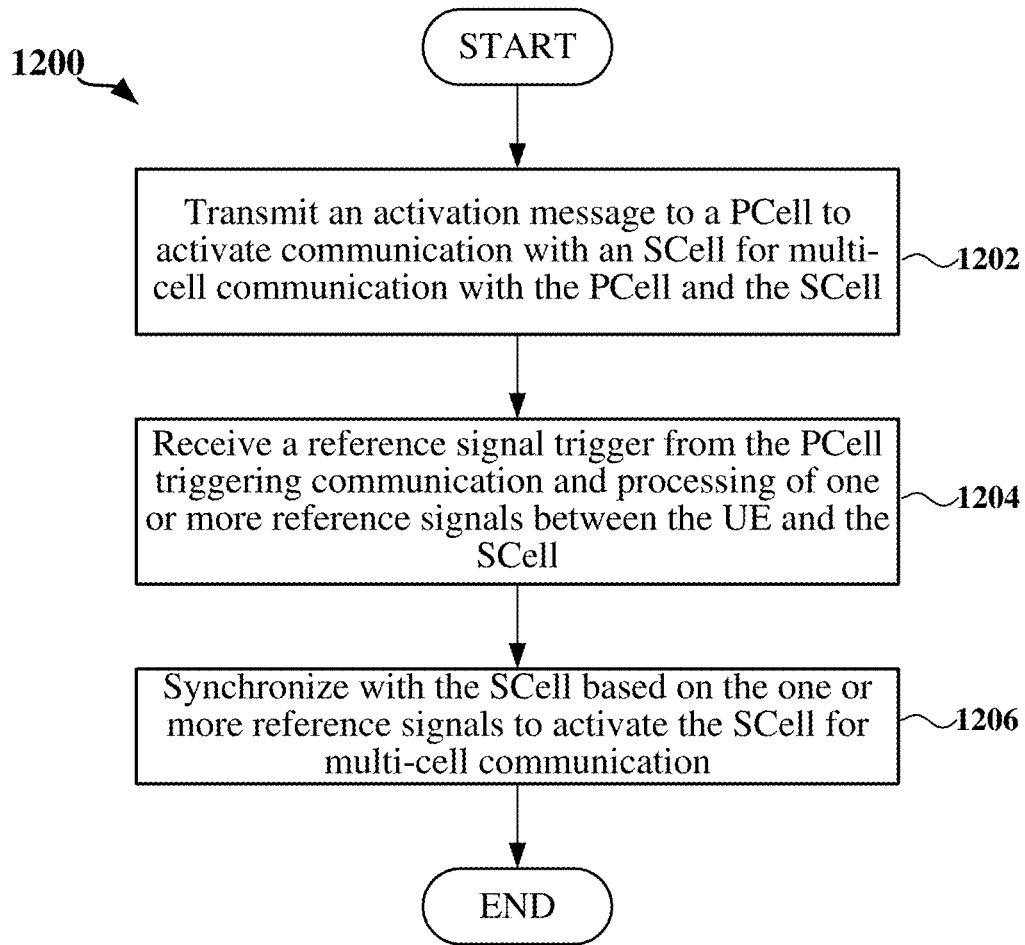 START
1200
Transmit an activation message to a PCell to
activate communication with an SCell for multi-
cell communication with the PCell and the SCell
1202
Receive a reference signal trigger from the PCell
triggering communication and processing of one
or more reference signals between the UE and the
SCell
1204
Synchronize with the SCell based on the one or
more reference signals to activate the SCell for
multi-cell communication
1206
END